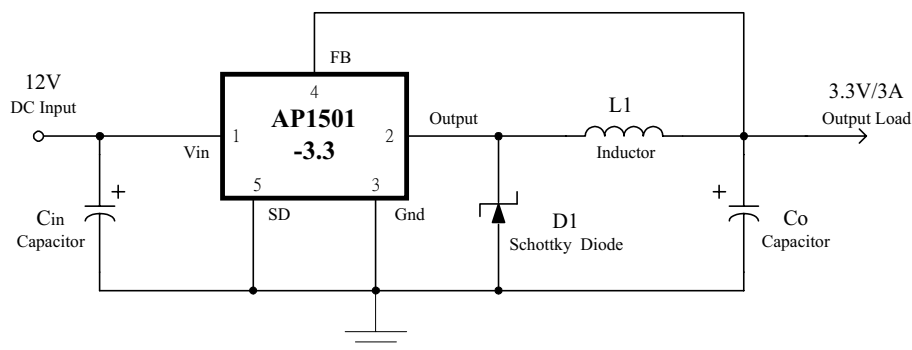 FB
12V
DC Input
4
AP1501
-3.3
1
2
Vin
Output
L1
Inductor
3.3V/3A
Output Load
5
3
SD
Gnd
+
Cin
Capacitor
D1
Schottky Diode
+
Co
Capacitor